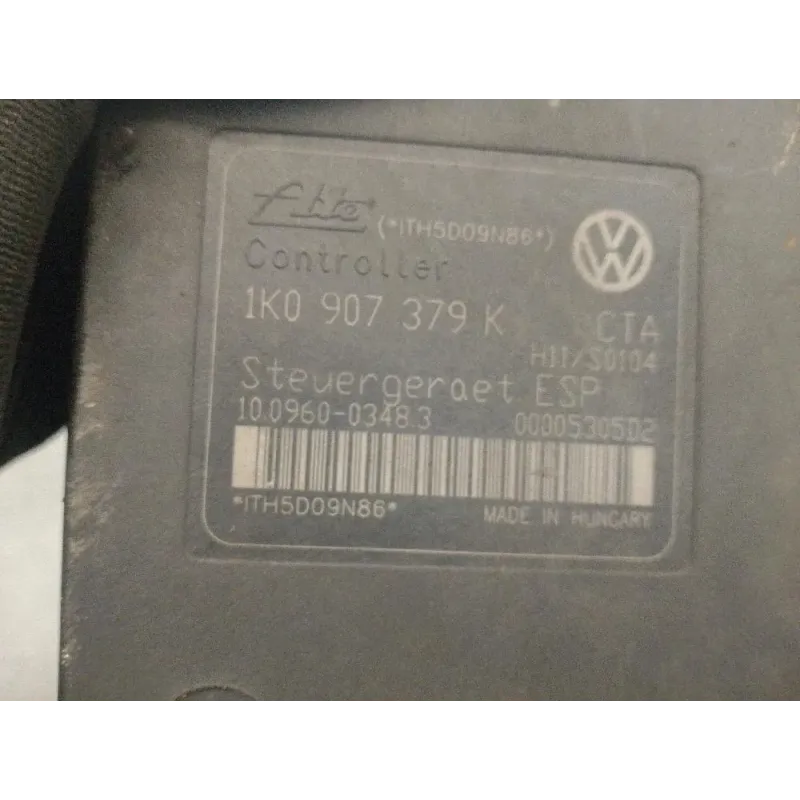 Ate (*ITH5D09N86*)
Controller
1K0 907 379 K CTA
H11/S0104
Steuergeraet ESP
10.0960-0348.3 00005305D2
*ITH5D09N86* MADE IN HUNGARY